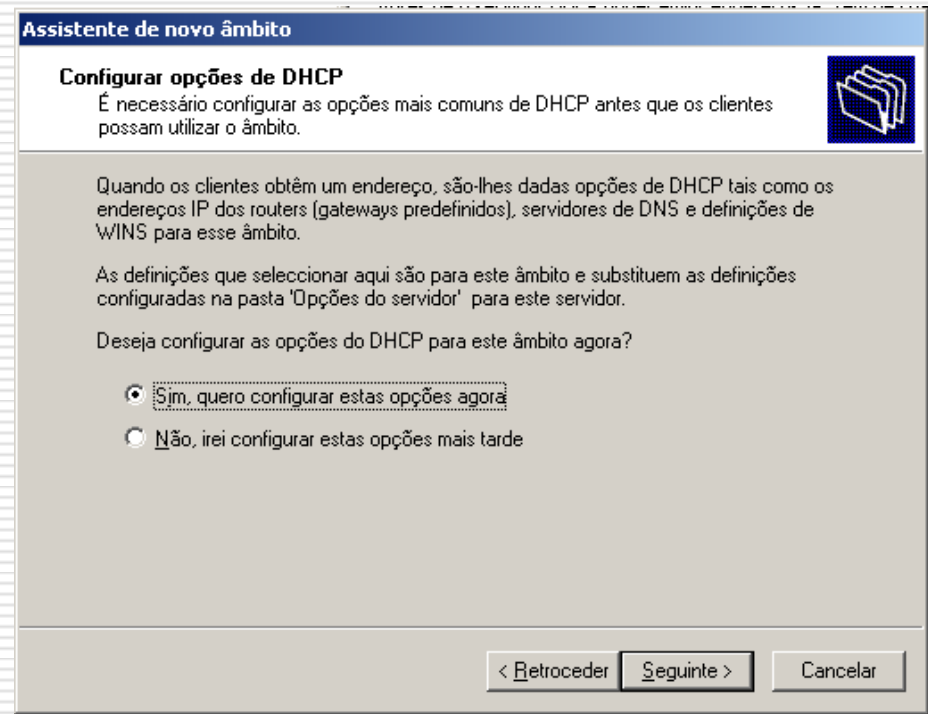 Assistente de novo âmbito
Configurar opções de DHCP
É necessário configurar as opções mais comuns de DHCP antes que os clientes
possam utilizar o âmbito.
Quando os clientes obtêm um endereço, são-lhes dadas opções de DHCP tais como os
endereços IP dos routers (gateways predefinidos), servidores de DNS e definições de
WINS para esse âmbito.
As definições que seleccionar aqui são para este âmbito e substituem as definições
configuradas na pasta 'Opções do servidor' para este servidor.
Deseja configurar as opções do DHCP para este âmbito agora?
Sim, quero configurar estas opções agora
Não, irei configurar estas opções mais tarde
< Retroceder Seguinte > Cancelar